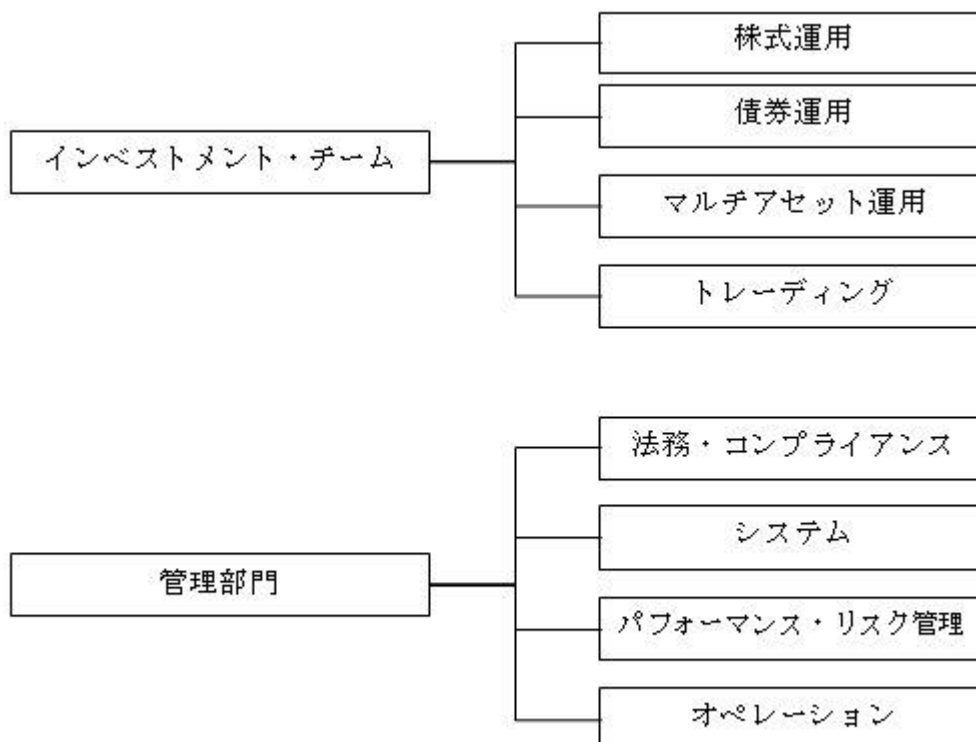 株式運用
債券運用
インベストメント・チーム
マルチアセット運用
トレーディング
法務・コンプライアンス
システム
管理部門
パフォーマンス・リスク管理
オペレーション